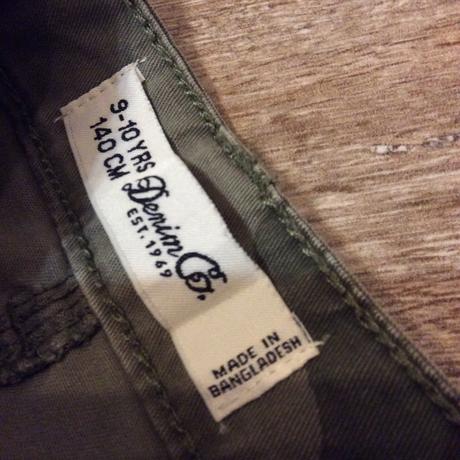 9-10 YRS
140 CM
Denim Co.
EST. 1969
MADE IN
BANGLADESH